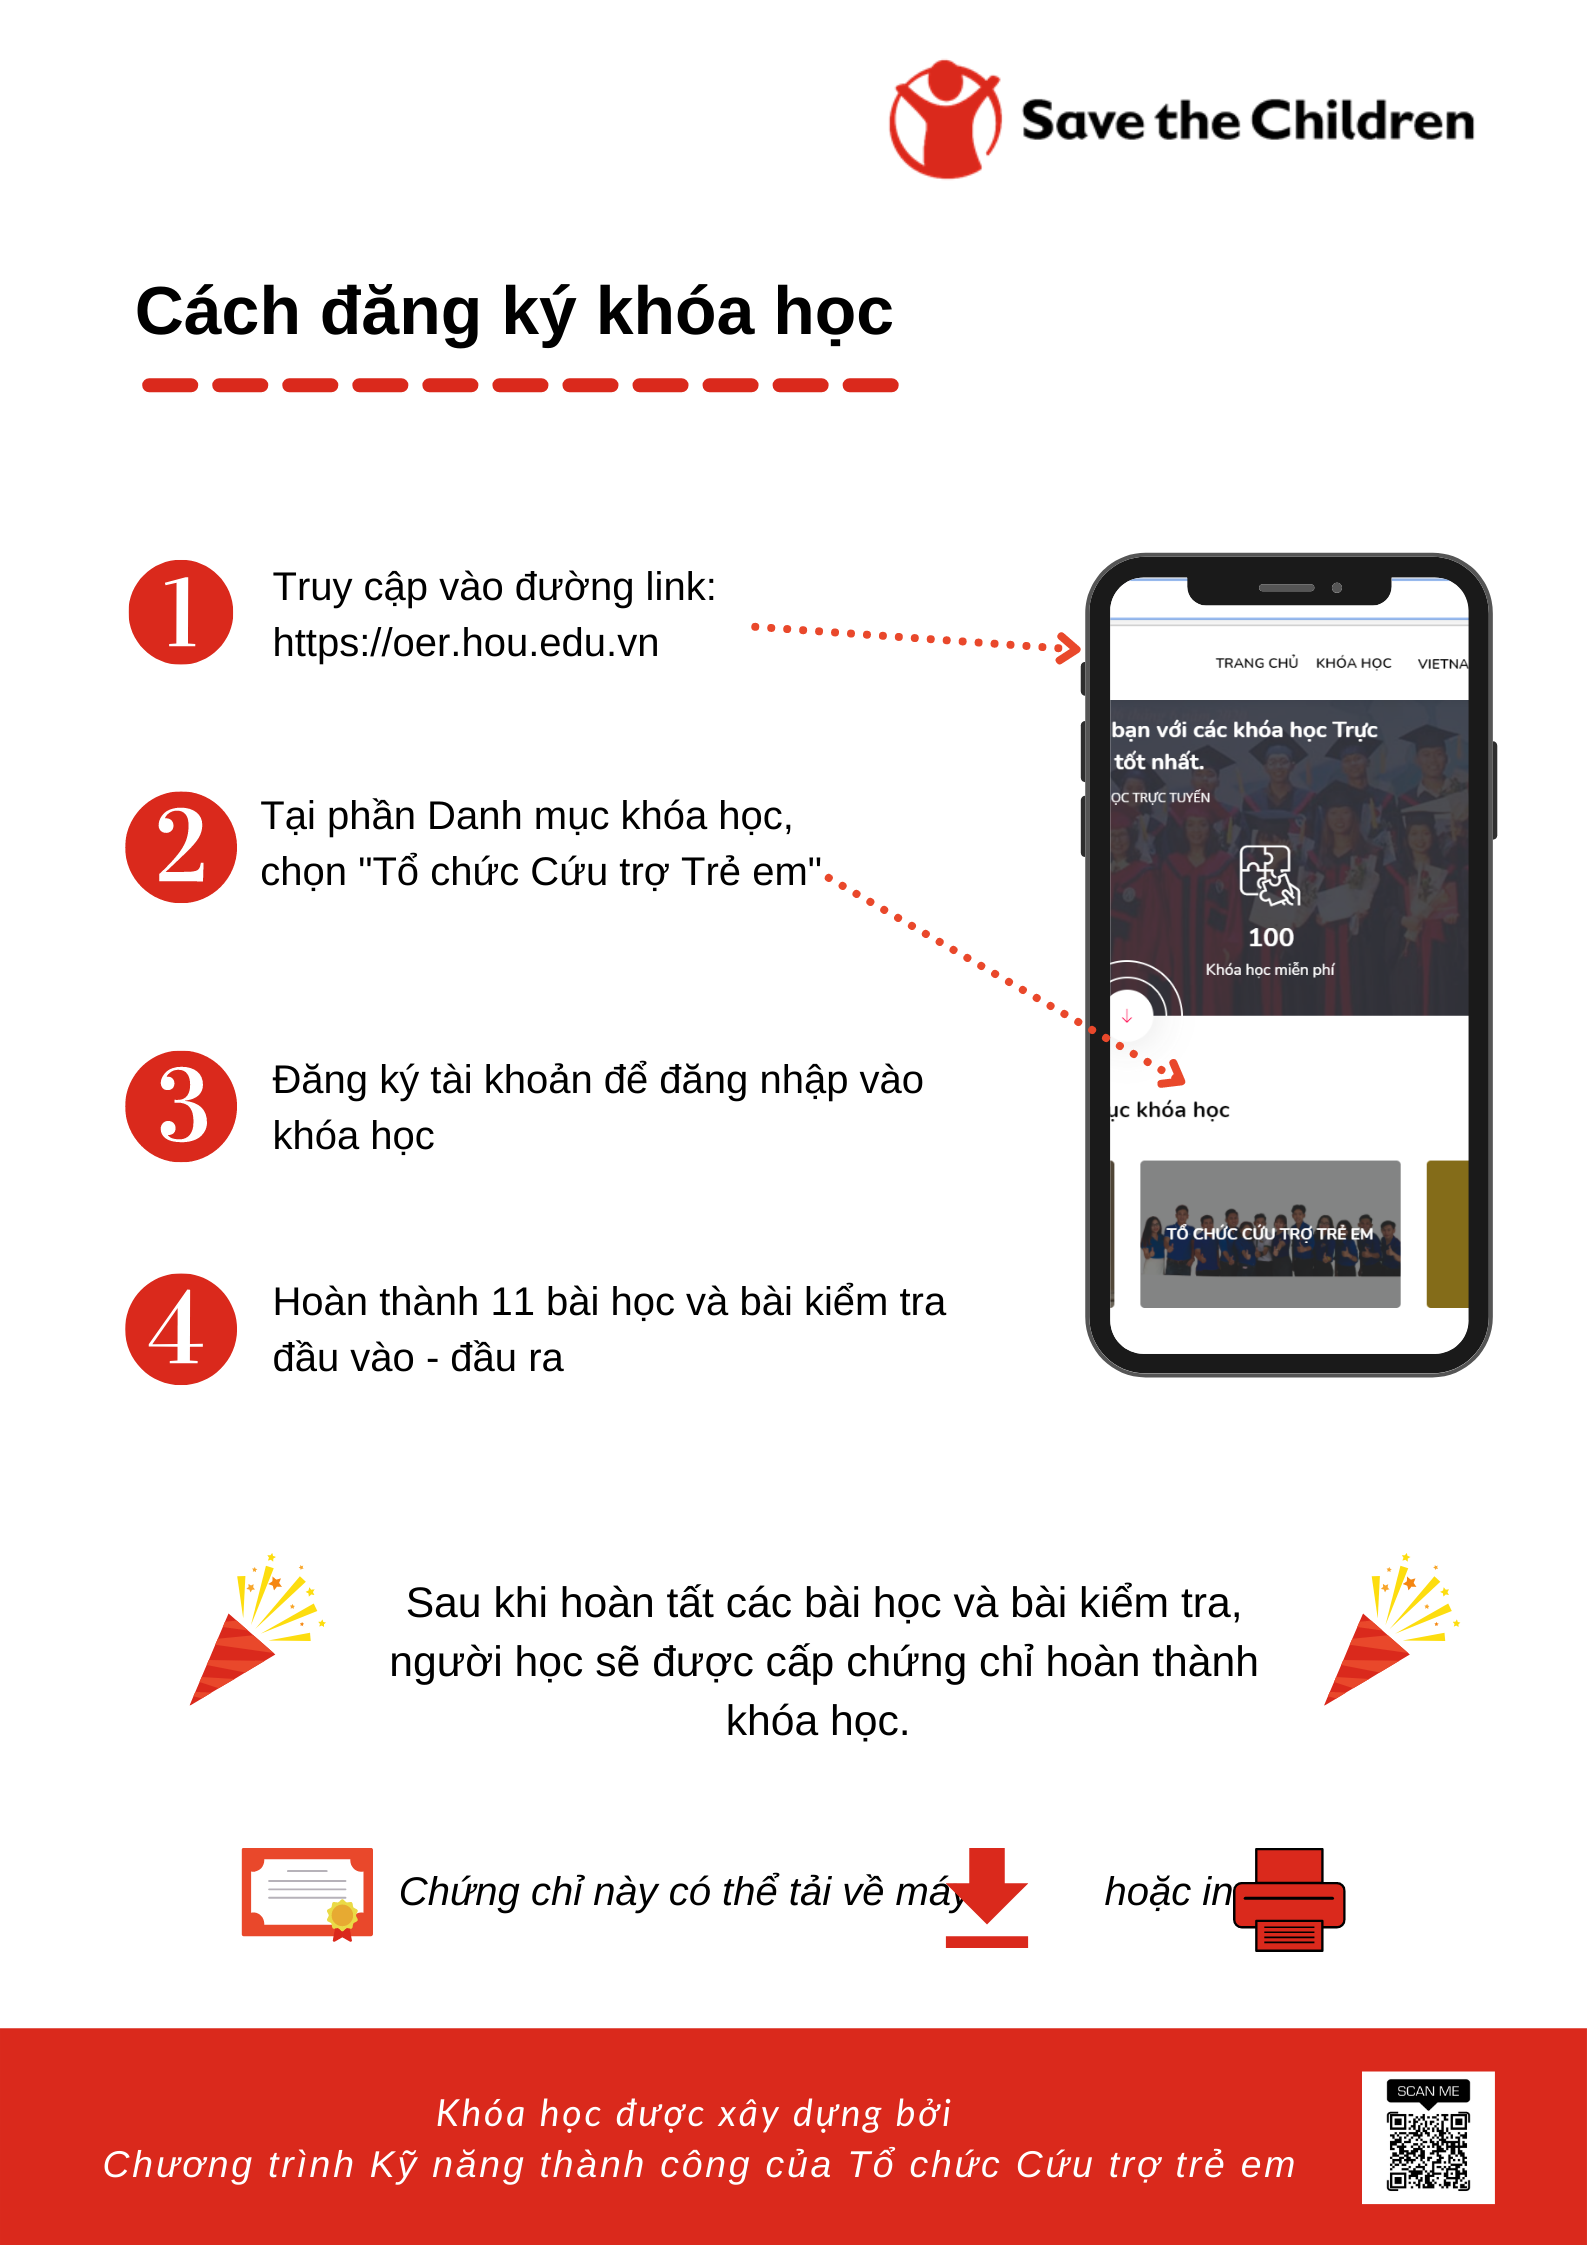 Save the Children
Cách đăng ký khóa học
1
Truy cập vào đường link:
https://oer.hou.edu.vn
2
Tại phần Danh mục khóa học,
chọn "Tổ chức Cứu trợ Trẻ em"
3
Đăng ký tài khoản để đăng nhập vào
khóa học
4
Hoàn thành 11 bài học và bài kiểm tra
đầu vào - đầu ra
TRANG CHỦ KHÓA HỌC VIETNA
bạn với các khóa học Trực
tốt nhất.
ỌC TRỰC TUYẾN
100
Khóa học miễn phí
ục khóa học
TỔ CHỨC CỨU TRỢ TRẺ EM
Sau khi hoàn tất các bài học và bài kiểm tra,
người học sẽ được cấp chứng chỉ hoàn thành
khóa học.
Chứng chỉ này có thể tải về máy hoặc in
Khóa học được xây dựng bởi
Chương trình Kỹ năng thành công của Tổ chức Cứu trợ trẻ em
SCAN ME